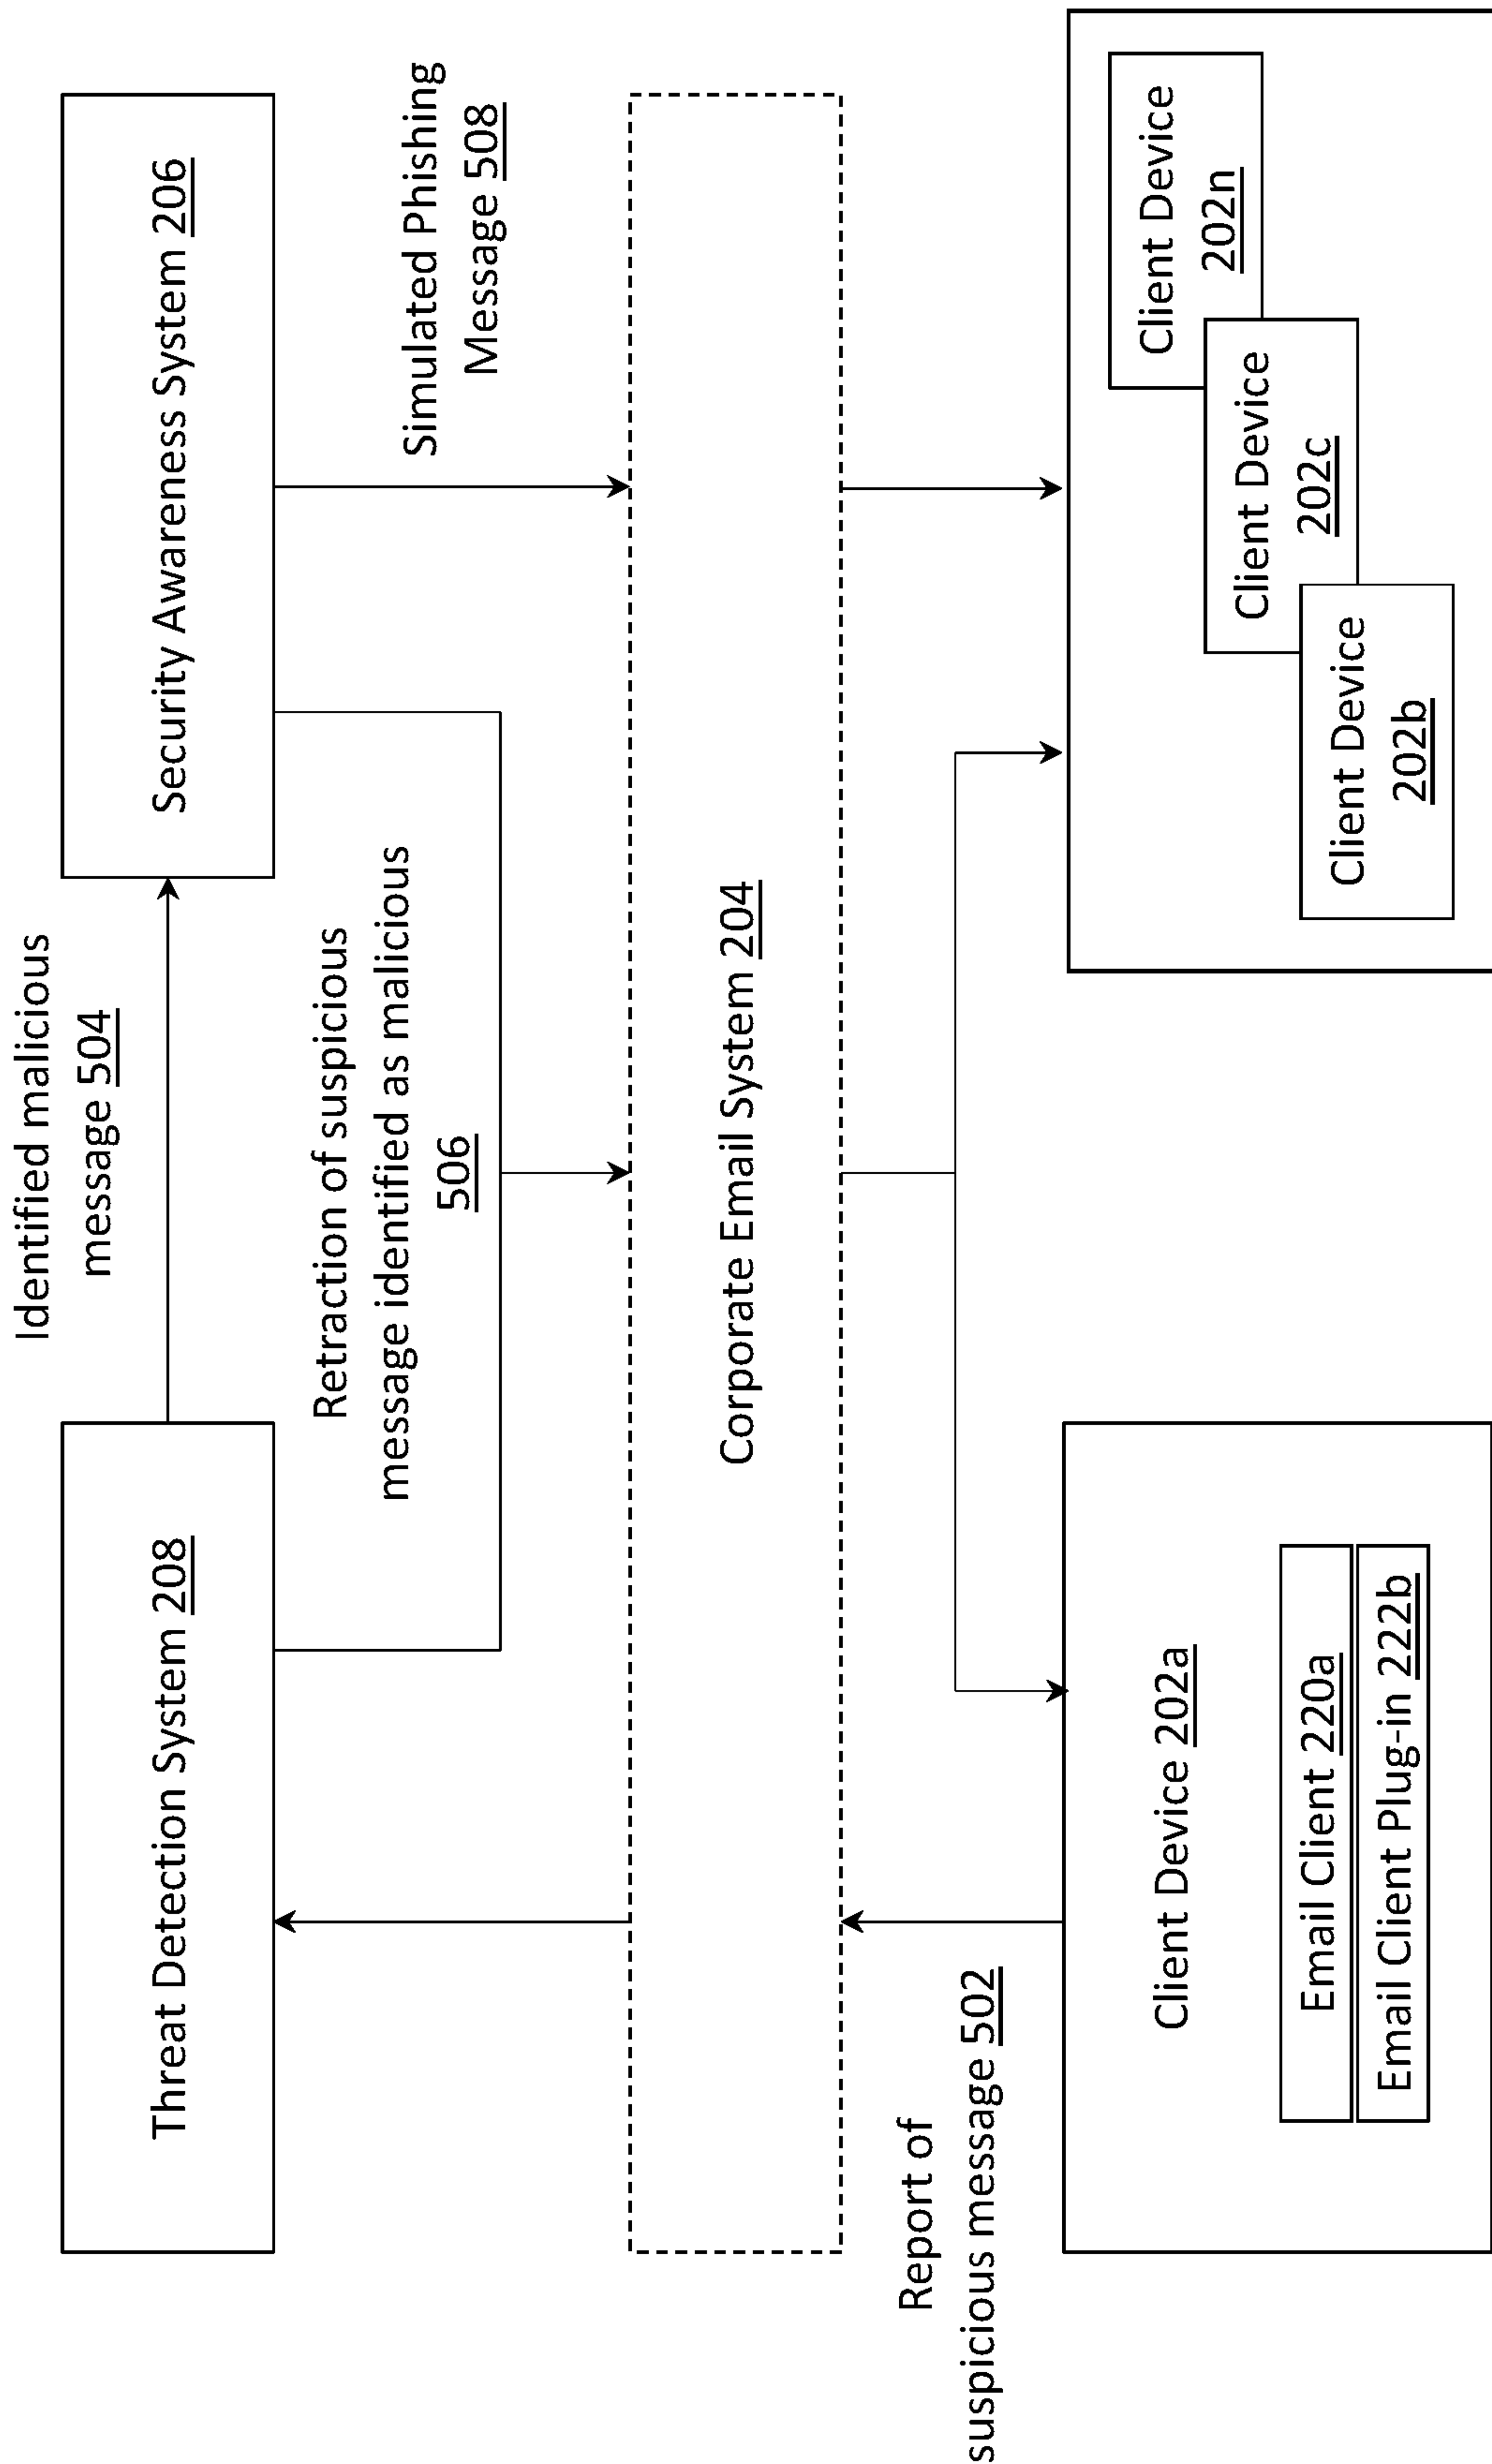 Identified malicious
message 504
Threat Detection System 208
Security Awareness System 206
Retraction of suspicious
message identified as malicious
506
Simulated Phishing
Message 508
Corporate Email System 204
Report of
suspicious message 502
Client Device 202a
Email Client 220a
Email Client Plug-in 222b
Client Device
202b
Client Device
202c
Client Device
202n